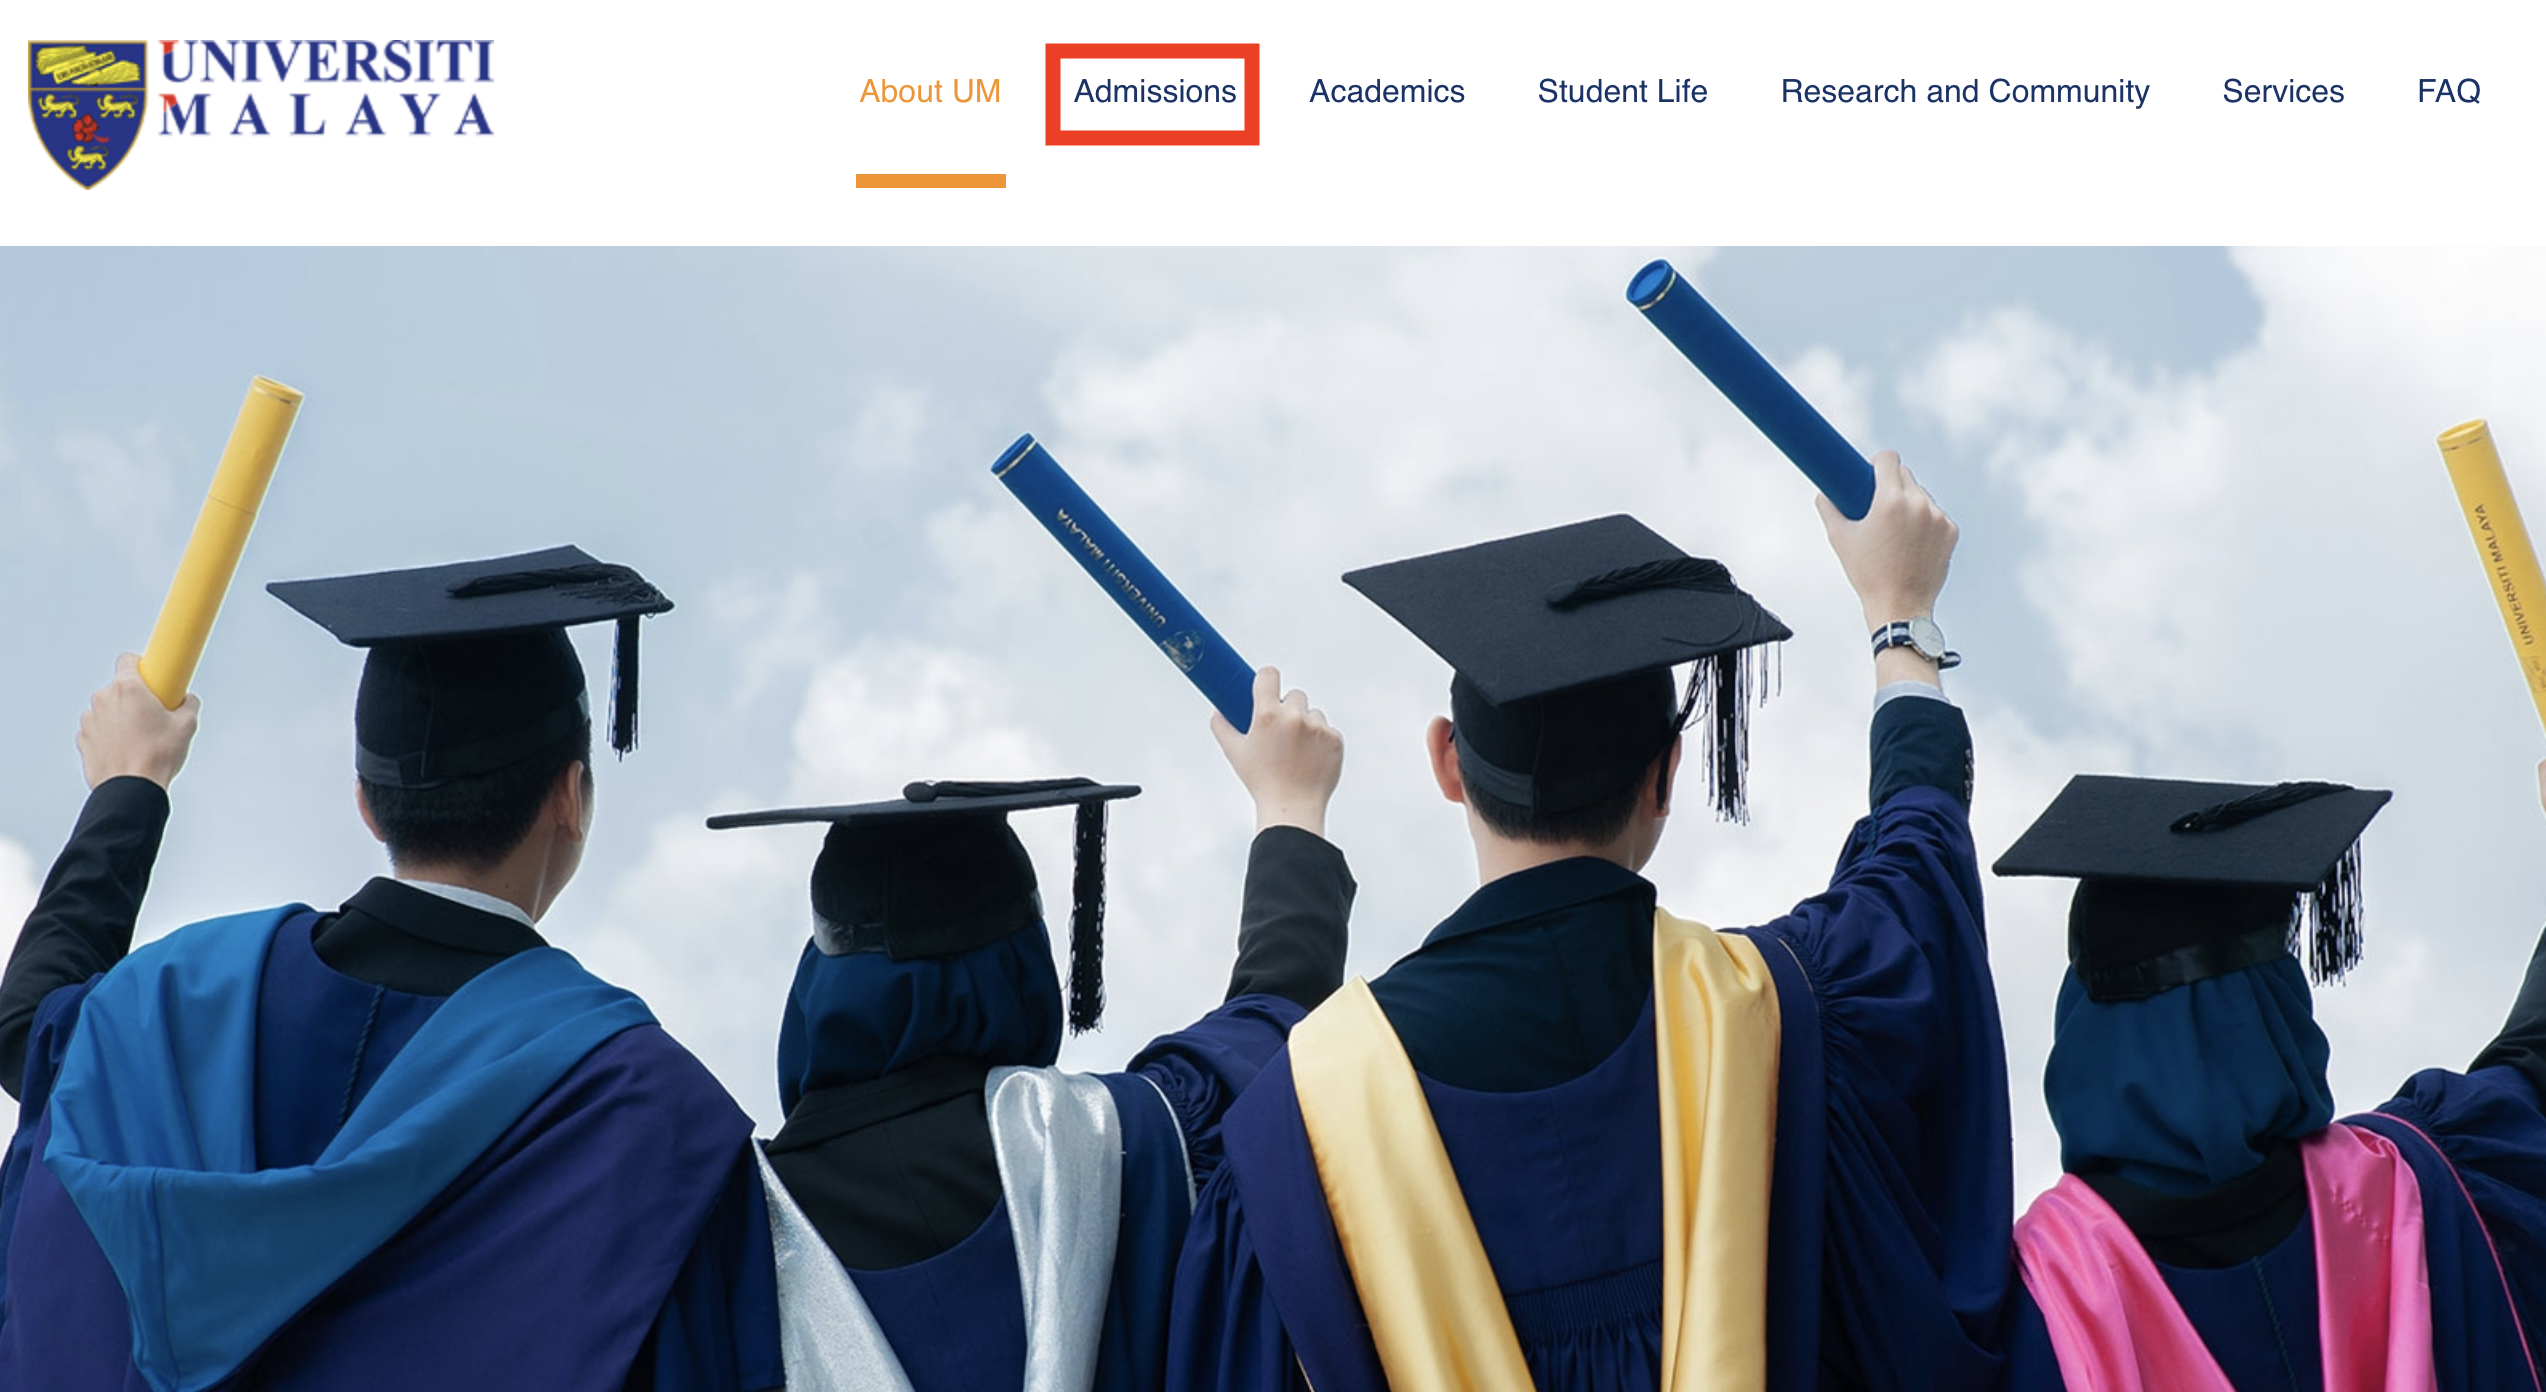 UNIVERSITI
MALAYA
About UM
Admissions
Academics
Student Life
Research and Community
Services
FAQ
UNIVERSITI MALAYA
UNIVERSITI MALAYA